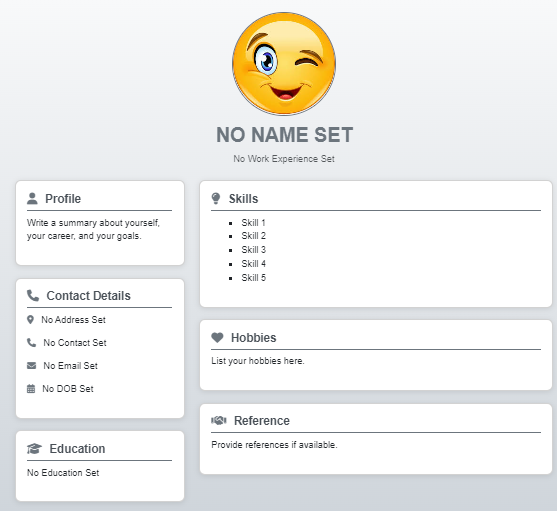 NO NAME SET
No Work Experience Set
Profile
Write a summary about yourself,
your career, and your goals.
Contact Details
No Address Set
No Contact Set
No Email Set
No DOB Set
Education
No Education Set
Skills
Skill 1
Skill 2
Skill 3
Skill 4
Skill 5
Hobbies
List your hobbies here.
Reference
Provide references if available.